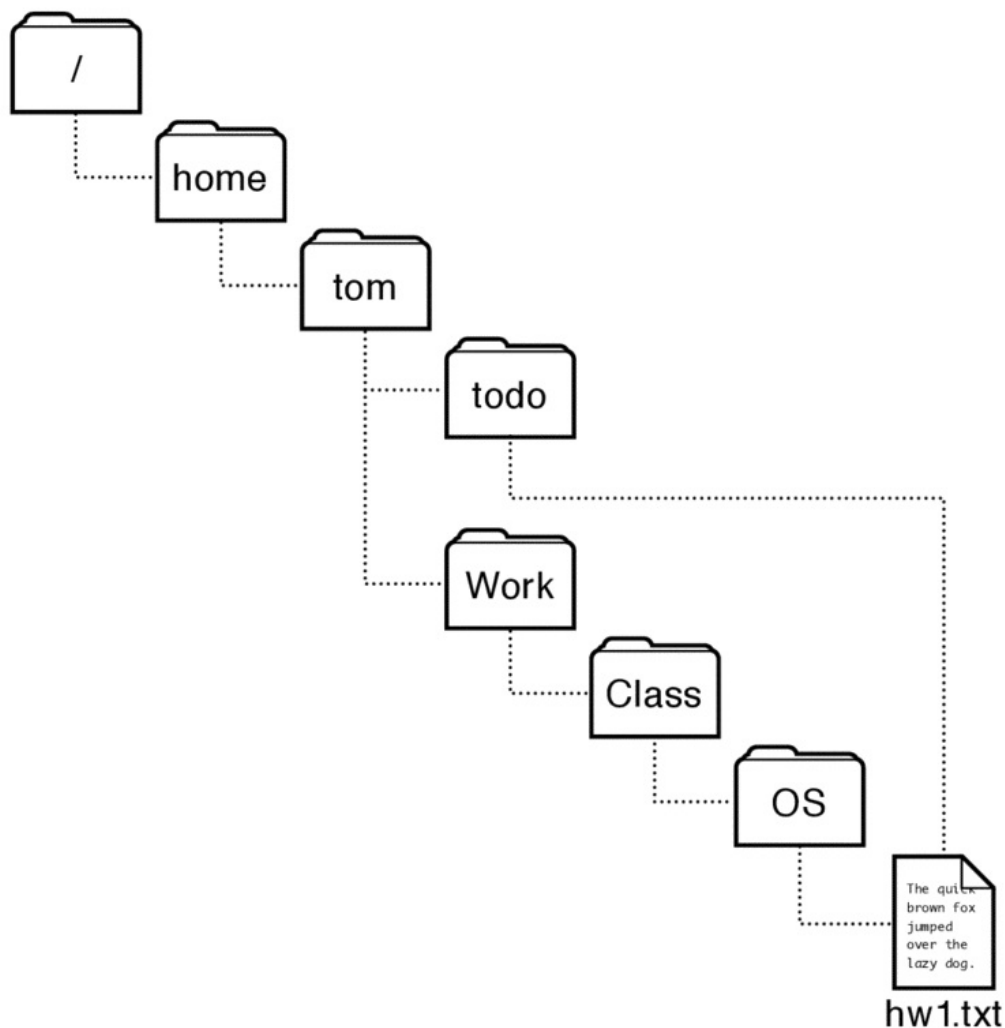 /
home
tom
todo
Work
Class
OS
The quick
brown fox
jumped
over the
lazy dog.
hw1.txt